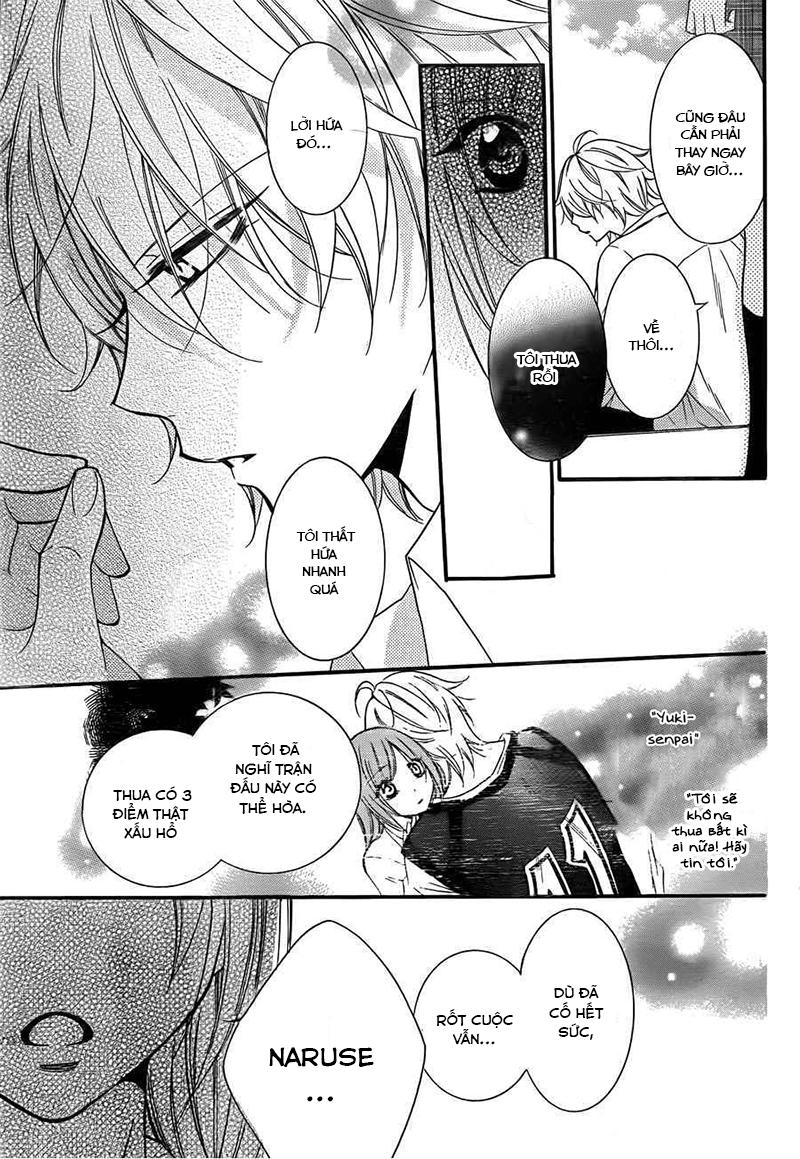 CŨNG ĐÂU
CẦN PHẢI
THAY NGAY
BÂY GIỜ...
VỀ
THÔI...
TÔI THUA
RỒI
LỜI HỨA
ĐÓ...
TÔI THẤT
HỨA
NHANH
QUÁ
"Yuki-
senpai"
"Tôi sẽ
không
thua bất kì
ai nữa! Hãy
tin tôi."
TÔI ĐÃ
NGHĨ TRẬN
ĐẤU NÀY CÓ
THỂ HÒA.
THUA CÓ 3
ĐIỂM THẬT
XẤU HỔ
DÙ ĐÃ
CỐ HẾT
SỨC,
RỐT CUỘC
VẪN...
NARUSE
...